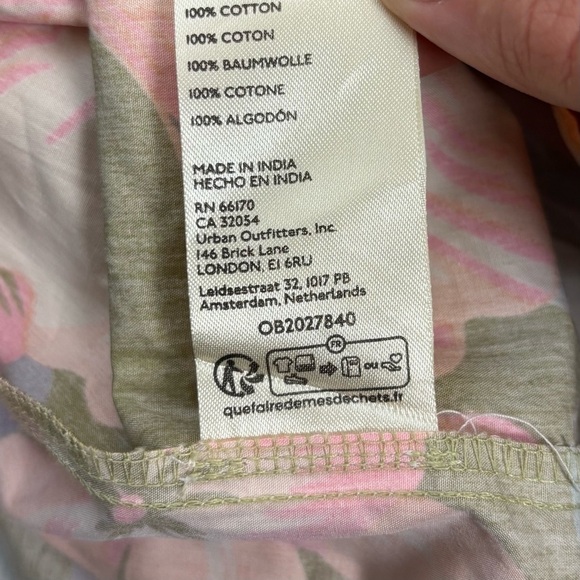 100% COTTON
100% COTON
100% BAUMWOLLE
100% COTONE
100% ALGODÓN
MADE IN INDIA
HECHO EN INDIA
RN 66170
CA 32054
Urban Outfitters, Inc.
146 Brick Lane
LONDON, E1 6RU
Leidsestraat 32, 1017 PB
Amsterdam, Netherlands
OB2027840
FR
ou
quefairedemesdechets.fr